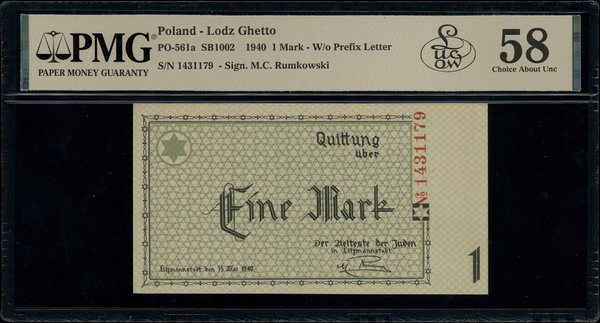 PMG
PAPER MONEY GUARANTY
Poland - Lodz Ghetto
PO-561a SB1002 1940 1 Mark - W/o Prefix Letter
S/N 1431179 - Sign. M.C. Rumkowski
Lucow
58
Choice About Unc
Quittung
über
Eine Mark
Der Aelteste der Juden
in Litzmannstadt
Litzmannstadt, den 15. Mai 1940
№ 1431179
1